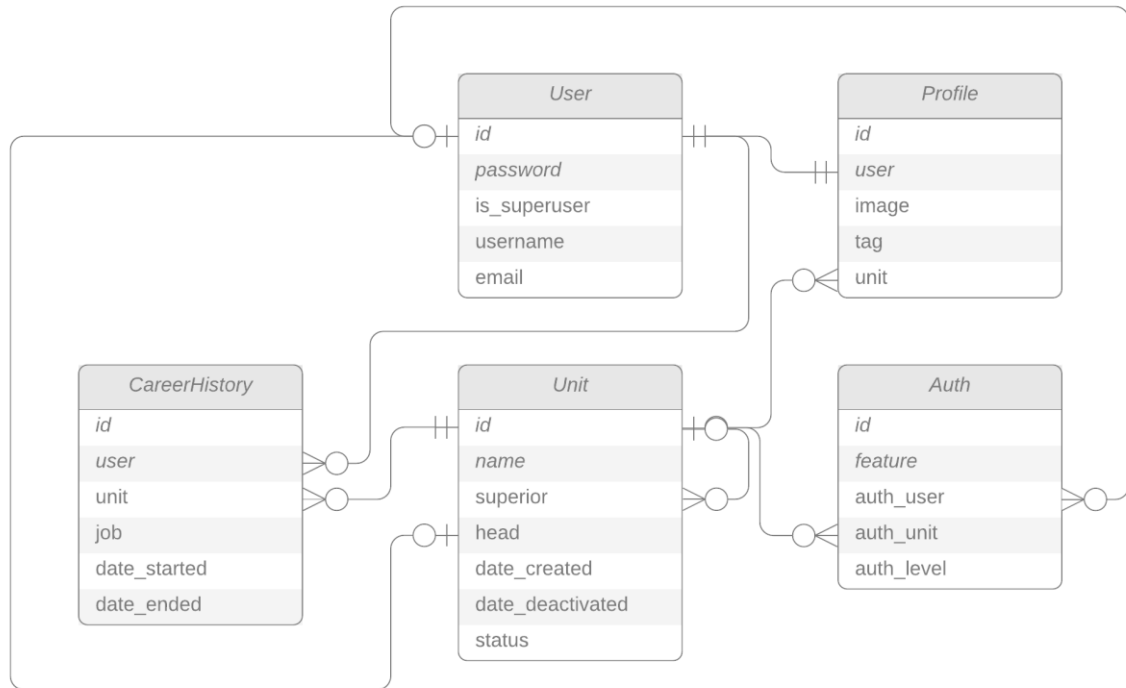 User
id
password
is_superuser
username
email
Profile
id
user
image
tag
unit
CareerHistory
id
user
unit
job
date_started
date_ended
Unit
id
name
superior
head
date_created
date_deactivated
status
Auth
id
feature
auth_user
auth_unit
auth_level